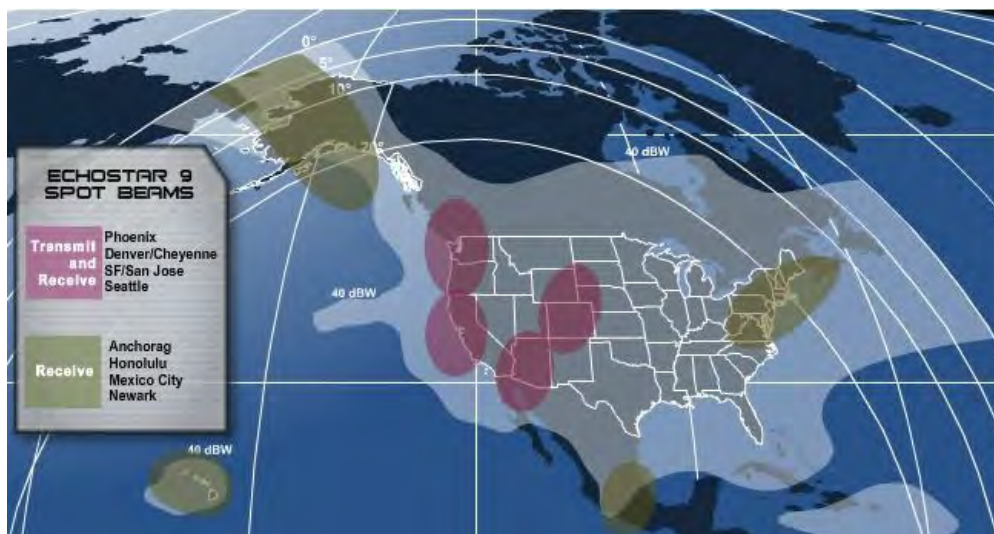 0°
5°
10°
20°
40 dBW
ECHOSTAR 9
SPOT BEAMS
Transmit
and
Receive
Phoenix
Denver/Cheyenne
SF/San Jose
Seattle
40 dBW
Receive
Anchorag
Honolulu
Mexico City
Newark
40 dBW